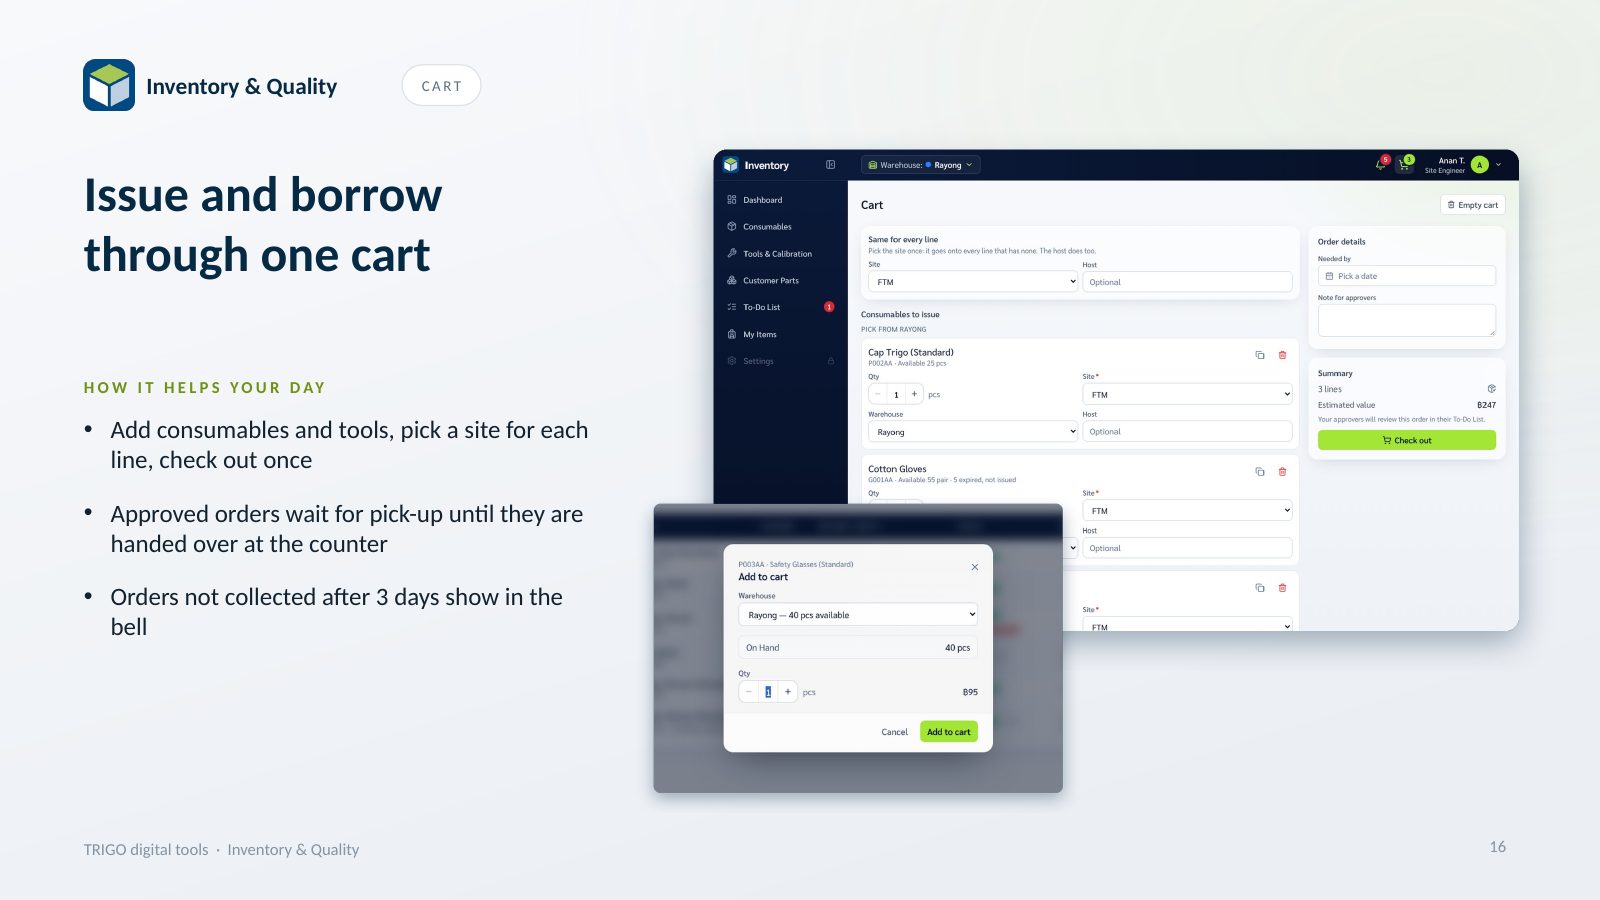 Inventory & Quality
CART
Issue and borrow
through one cart
HOW IT HELPS YOUR DAY
• Add consumables and tools, pick a site for each
line, check out once
• Approved orders wait for pick-up until they are
handed over at the counter
• Orders not collected after 3 days show in the
bell
Inventory
Warehouse: Rayong
5
3
Anan T.
Site Engineer
A
Dashboard
Consumables
Tools & Calibration
Customer Parts
To-Do List 1
My Items
Settings
Cart
Empty cart
Same for every line
Pick the site once: it goes onto every line that has none. The host does too.
Site
Host
FTM
Optional
Consumables to issue
PICK FROM RAYONG
Cap Trigo (Standard)
P002AA · Available 25 pcs
Qty
Site *
− 1 + pcs
FTM
Warehouse
Host
Rayong
Optional
Cotton Gloves
G001AA · Available 55 pair · 5 expired, not issued
Qty
Site *
FTM
Host
Optional
Site *
FTM
Order details
Needed by
Pick a date
Note for approvers
Summary
3 lines
Estimated value ฿247
Your approvers will review this order in their To-Do List.
Check out
P003AA · Safety Glasses (Standard)
Add to cart
Warehouse
Rayong — 40 pcs available
On Hand 40 pcs
Qty
− 1 + pcs ฿95
Cancel
Add to cart
TRIGO digital tools · Inventory & Quality
16